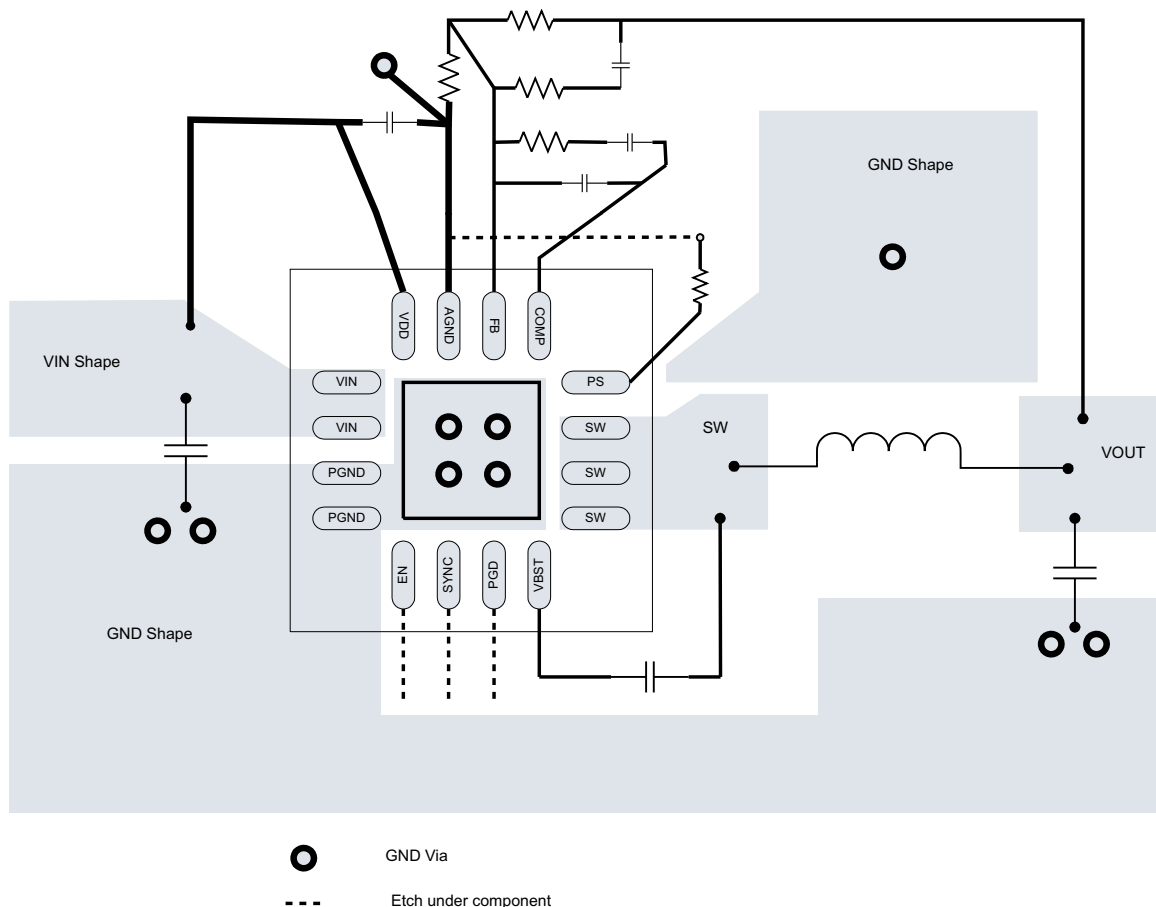 GND Shape
VDD
AGND
FB
COMP
VIN Shape
VIN
PS
VIN
SW
SW
VOUT
PGND
SW
PGND
SW
EN
SYNC
PGD
VBST
GND Shape
GND Via
Etch under component